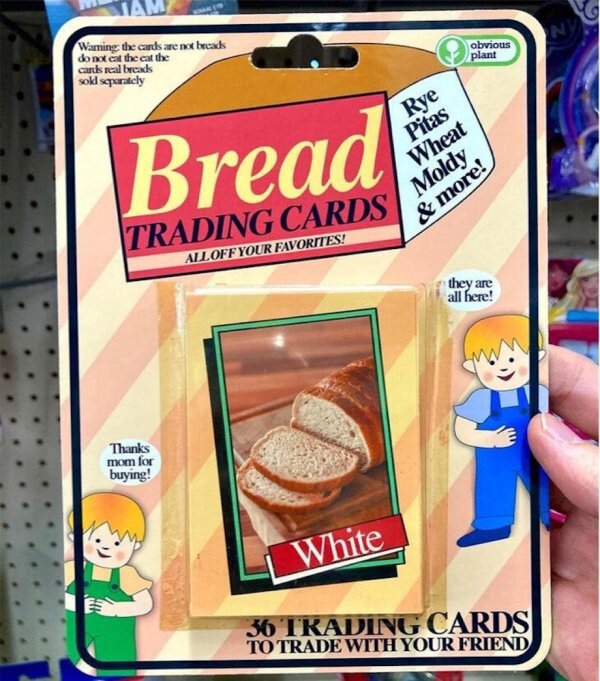 Warning: the cards are not breads
do not eat the eat the
cards real breads
sold separately
obvious
plant
Bread
TRADING CARDS
ALL OFF YOUR FAVORITES!
Rye
Pitas
Wheat
Moldy
& more!
they are
all here!
White
Thanks
mom for
buying!
36 TRADING CARDS
TO TRADE WITH YOUR FRIEND